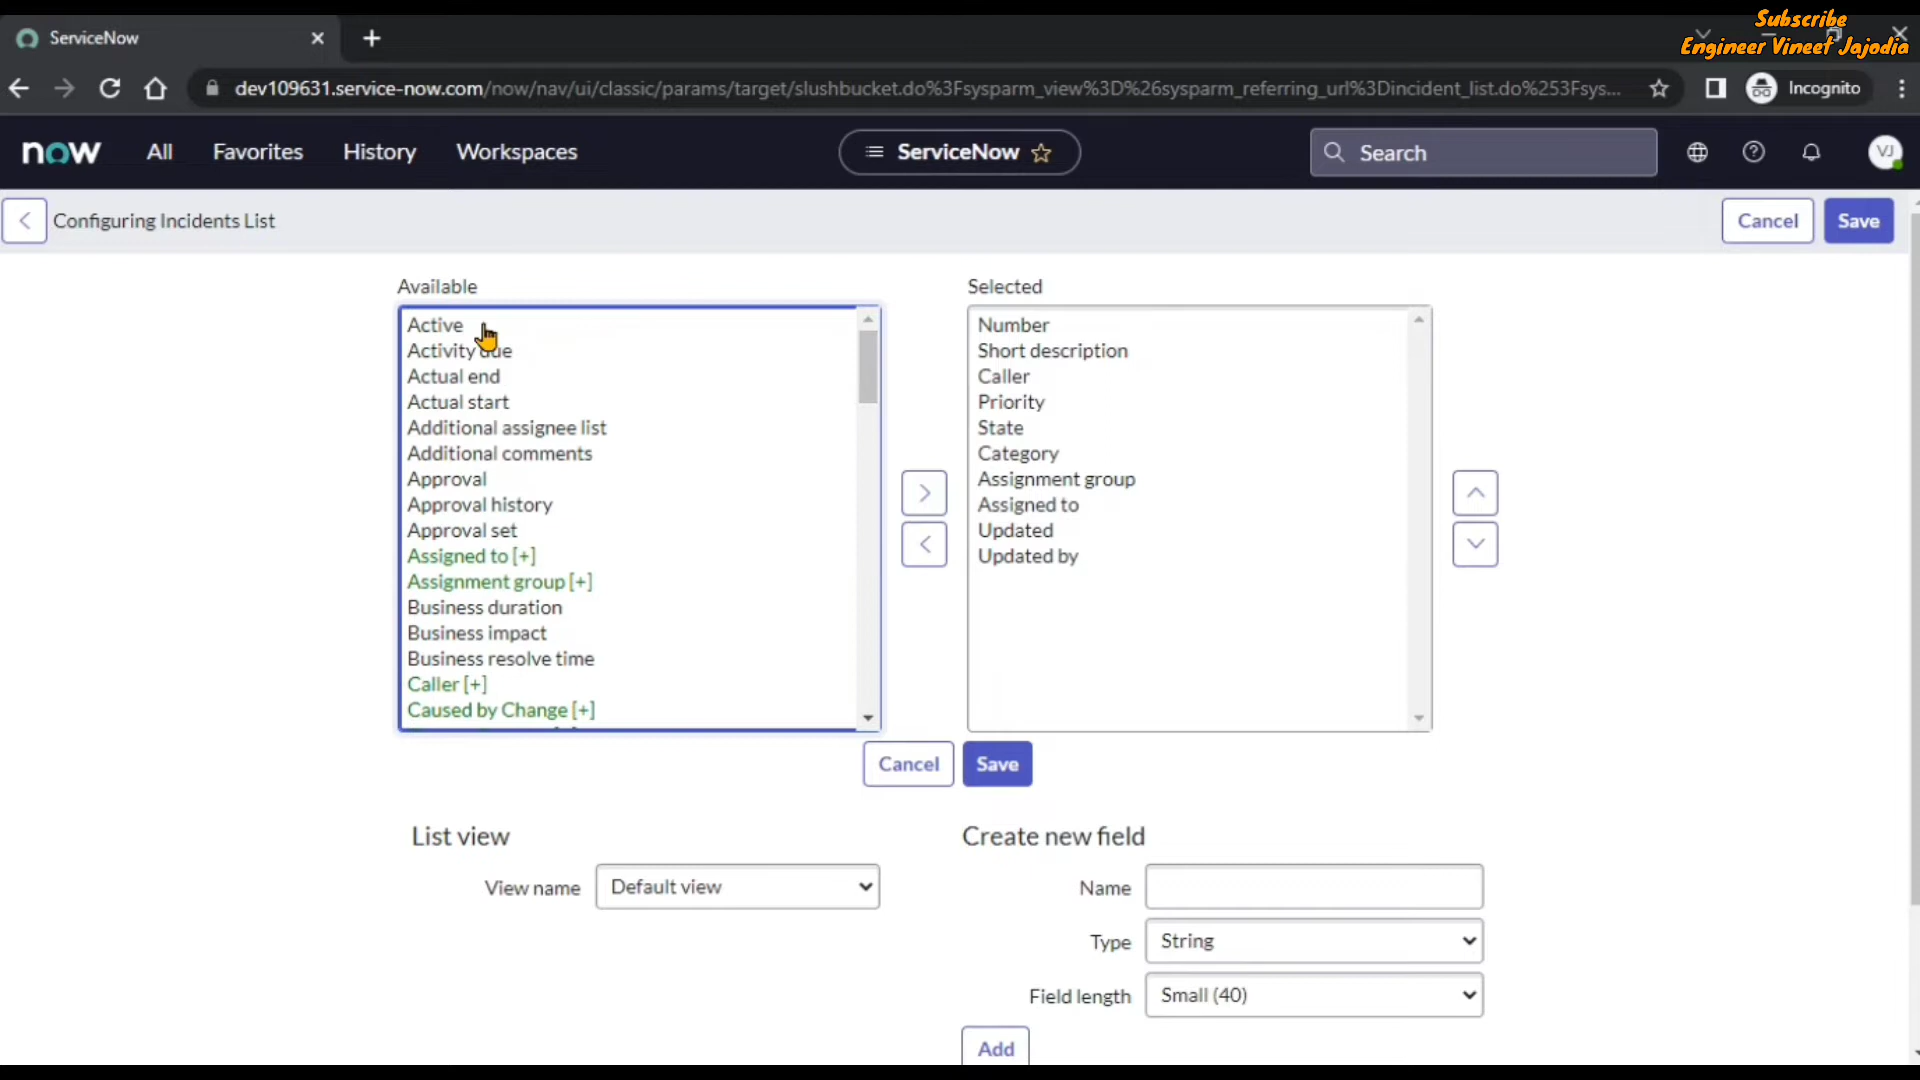 Subscribe
Engineer Vineet Jajodia
ServiceNow
dev109631.service-now.com/now/nav/ui/classic/params/target/slushbucket.do%3Fsysparm_view%3D%26sysparm_referring_url%3Dincident_list.do%253Fsys...
Incognito
now
All
Favorites
History
Workspaces
ServiceNow
Search
VJ
Configuring Incidents List
Cancel
Save
Available
Active
Activity due
Actual end
Actual start
Additional assignee list
Additional comments
Approval
Approval history
Approval set
Assigned to [+]
Assignment group [+]
Business duration
Business impact
Business resolve time
Caller [+]
Caused by Change [+]
Selected
Number
Short description
Caller
Priority
State
Category
Assignment group
Assigned to
Updated
Updated by
Cancel
Save
List view
View name
Default view
Create new field
Name
Type
String
Field length
Small (40)
Add